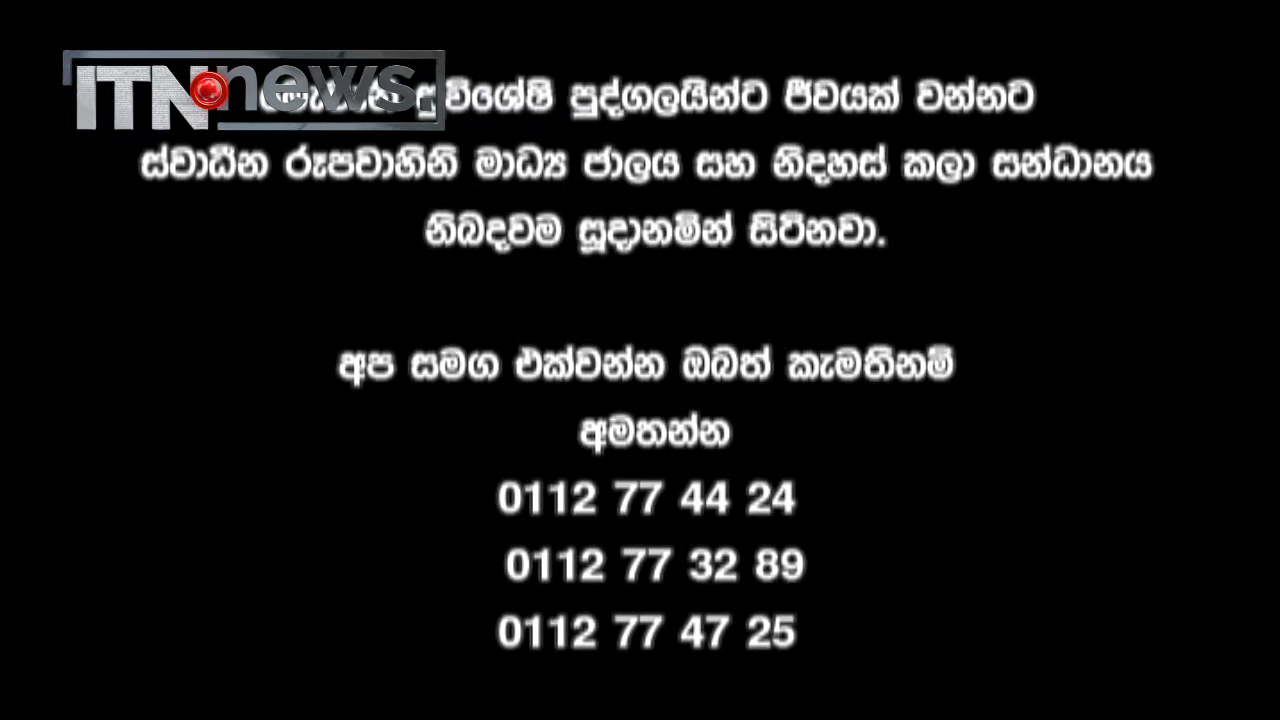 ITN news
සුවිශේෂි පුද්ගලයින්ට ජීවයක් වන්නට
ස්වාධීන රූපවාහිනි මාධ්‍ය ජාලය සහ නිදහස් කලා සන්ධානය
නිබදවම සූදානමින් සිටිනවා.
අප සමග එක්වන්න ඔබත් කැමතිනම්
අමතන්න
0112 77 44 24
0112 77 32 89
0112 77 47 25